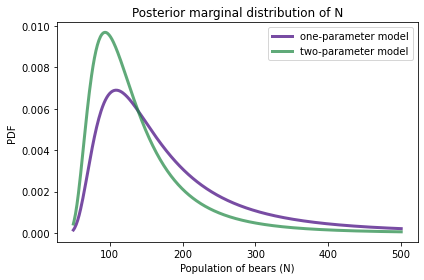 Posterior marginal distribution of N
one-parameter model
two-parameter model
PDF
0.010
0.008
0.006
0.004
0.002
0.000
100
200
300
400
500
Population of bears (N)